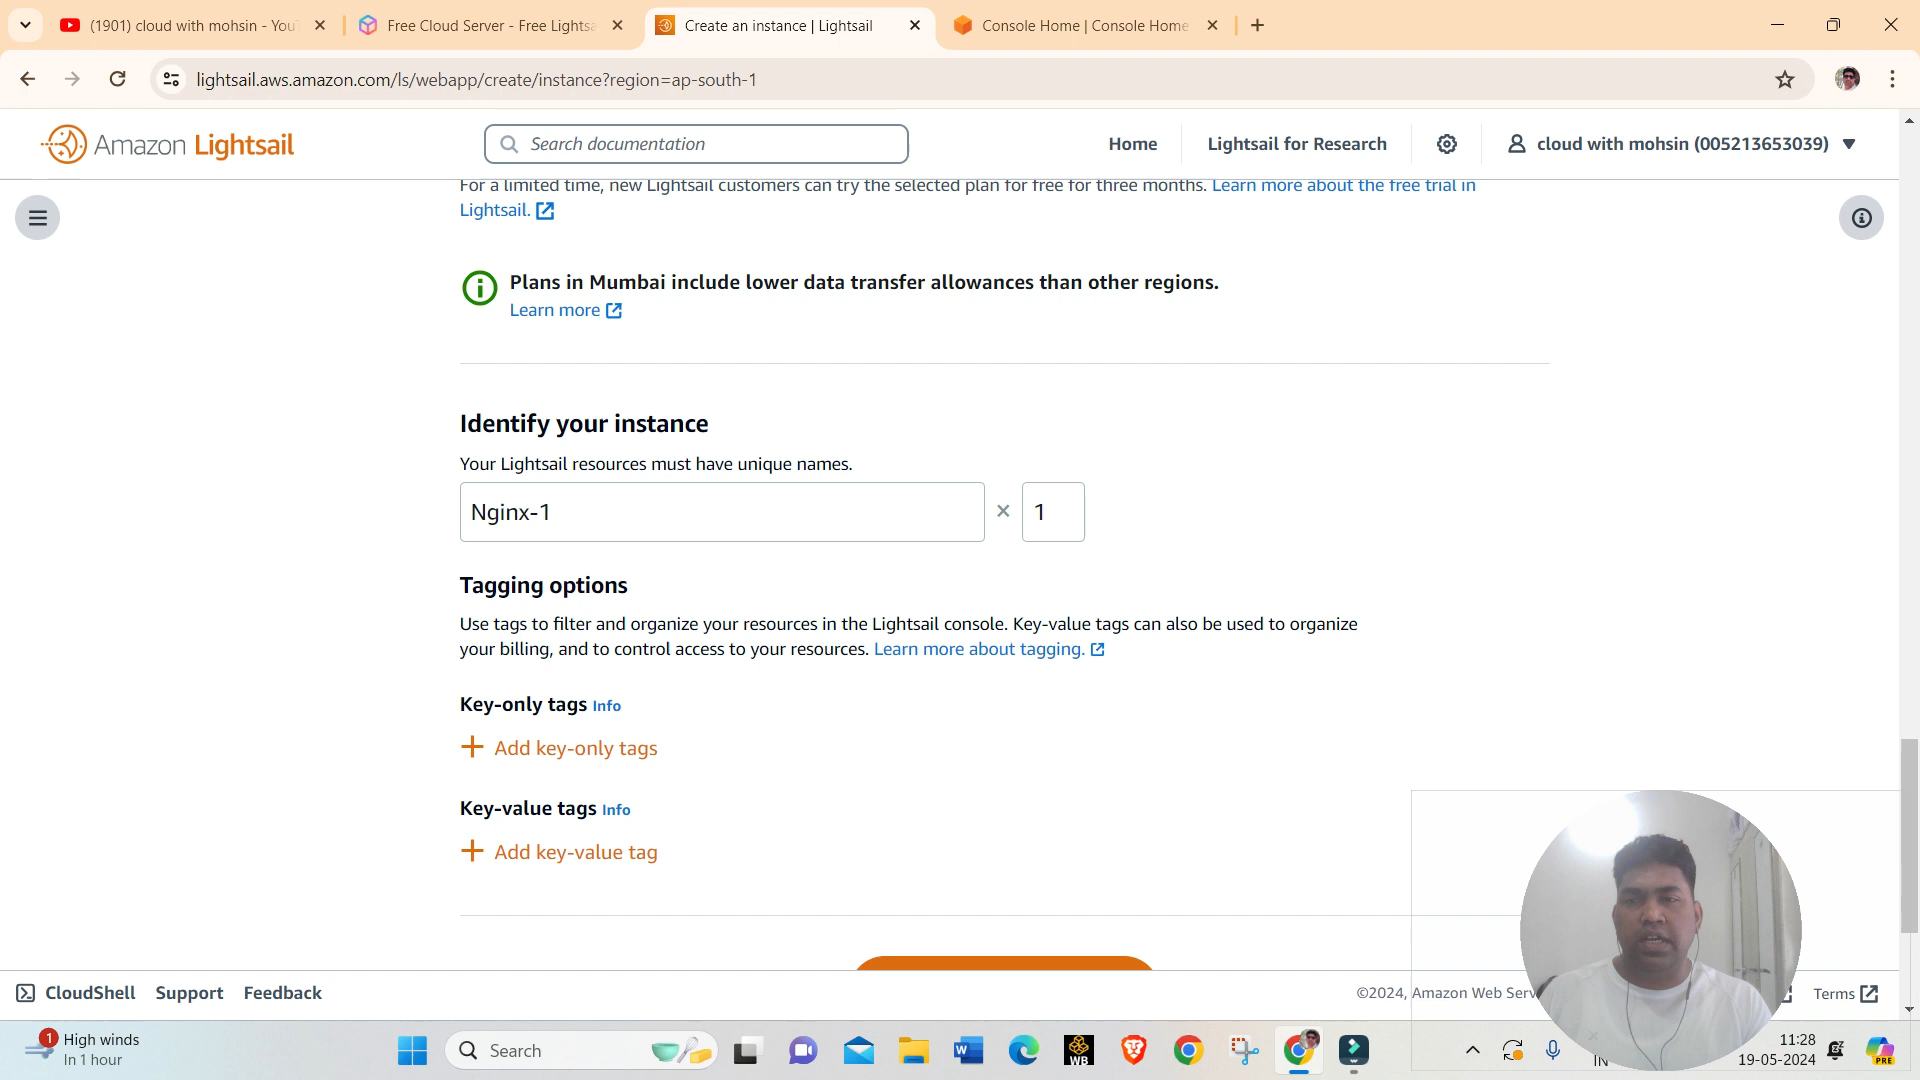 (1901) cloud with mohsin - You
Free Cloud Server - Free Lightsa
Create an instance | Lightsail
Console Home | Console Home
lightsail.aws.amazon.com/ls/webapp/create/instance?region=ap-south-1
Amazon Lightsail
Search documentation
Home
Lightsail for Research
cloud with mohsin (005213653039)
For a limited time, new Lightsail customers can try the selected plan for free for three months. Learn more about the free trial in
Lightsail.
Plans in Mumbai include lower data transfer allowances than other regions.
Learn more
Identify your instance
Your Lightsail resources must have unique names.
Nginx-1
× 1
Tagging options
Use tags to filter and organize your resources in the Lightsail console. Key-value tags can also be used to organize
your billing, and to control access to your resources. Learn more about tagging.
Key-only tags Info
+ Add key-only tags
Key-value tags Info
+ Add key-value tag
CloudShell
Support
Feedback
©2024, Amazon Web Serv
Terms
1
High winds
In 1 hour
Search
W
WB
IN
11:28
19-05-2024
PRE